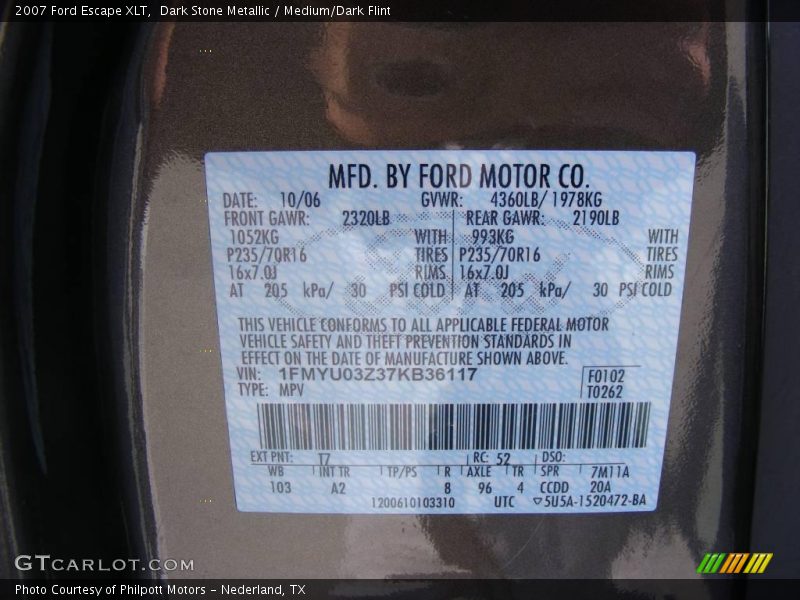 2007 Ford Escape XLT, Dark Stone Metallic / Medium/Dark Flint
MFD. BY FORD MOTOR CO.
DATE: 10/06 GVWR: 4360LB/ 1978KG
FRONT GAWR: 2320LB REAR GAWR: 2190LB
1052KG WITH 993KG WITH
P235/70R16 TIRES P235/70R16 TIRES
16x7.0J RIMS 16x7.0J RIMS
AT 205 kPa/ 30 PSI COLD AT 205 kPa/ 30 PSI COLD
THIS VEHICLE CONFORMS TO ALL APPLICABLE FEDERAL MOTOR
VEHICLE SAFETY AND THEFT PREVENTION STANDARDS IN
EFFECT ON THE DATE OF MANUFACTURE SHOWN ABOVE.
VIN: 1FMYU03Z37KB36117 F0102
TYPE: MPV T0262
EXT PNT: T7 RC: 52 DSO:
WB INT TR TP/PS R AXLE TR SPR 7M11A
103 A2 8 96 4 CCDD 20A
1200610103310 UTC ▽5U5A-1520472-BA
GTCARLOT.COM
Photo Courtesy of Philpott Motors - Nederland, TX